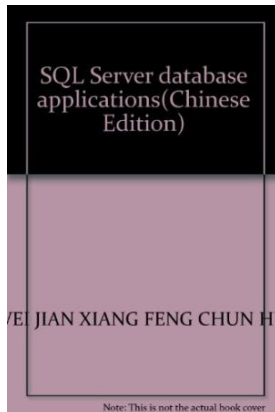 SQL Server database
applications(Chinese
Edition)
JIAN XIANG FENG CHUN H
Note: This is not the actual book cover